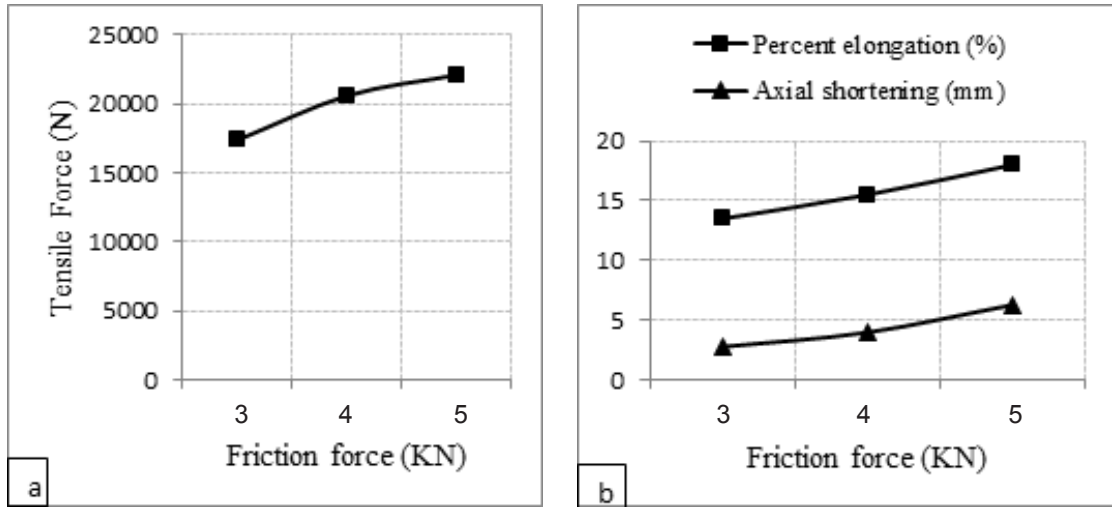 25000
20000
15000
10000
5000
0
Tensile Force (N)
3 4 5
Friction force (KN)
a
Percent elongation (%)
Axial shortening (mm)
20
15
10
5
0
3 4 5
Friction force (KN)
b